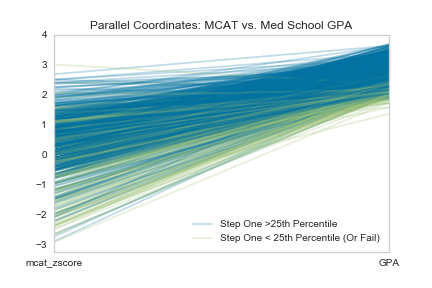 Parallel Coordinates: MCAT vs. Med School GPA
4
3
2
1
0
−1
−2
−3
Step One >25th Percentile
Step One < 25th Percentile (Or Fail)
mcat_zscore GPA